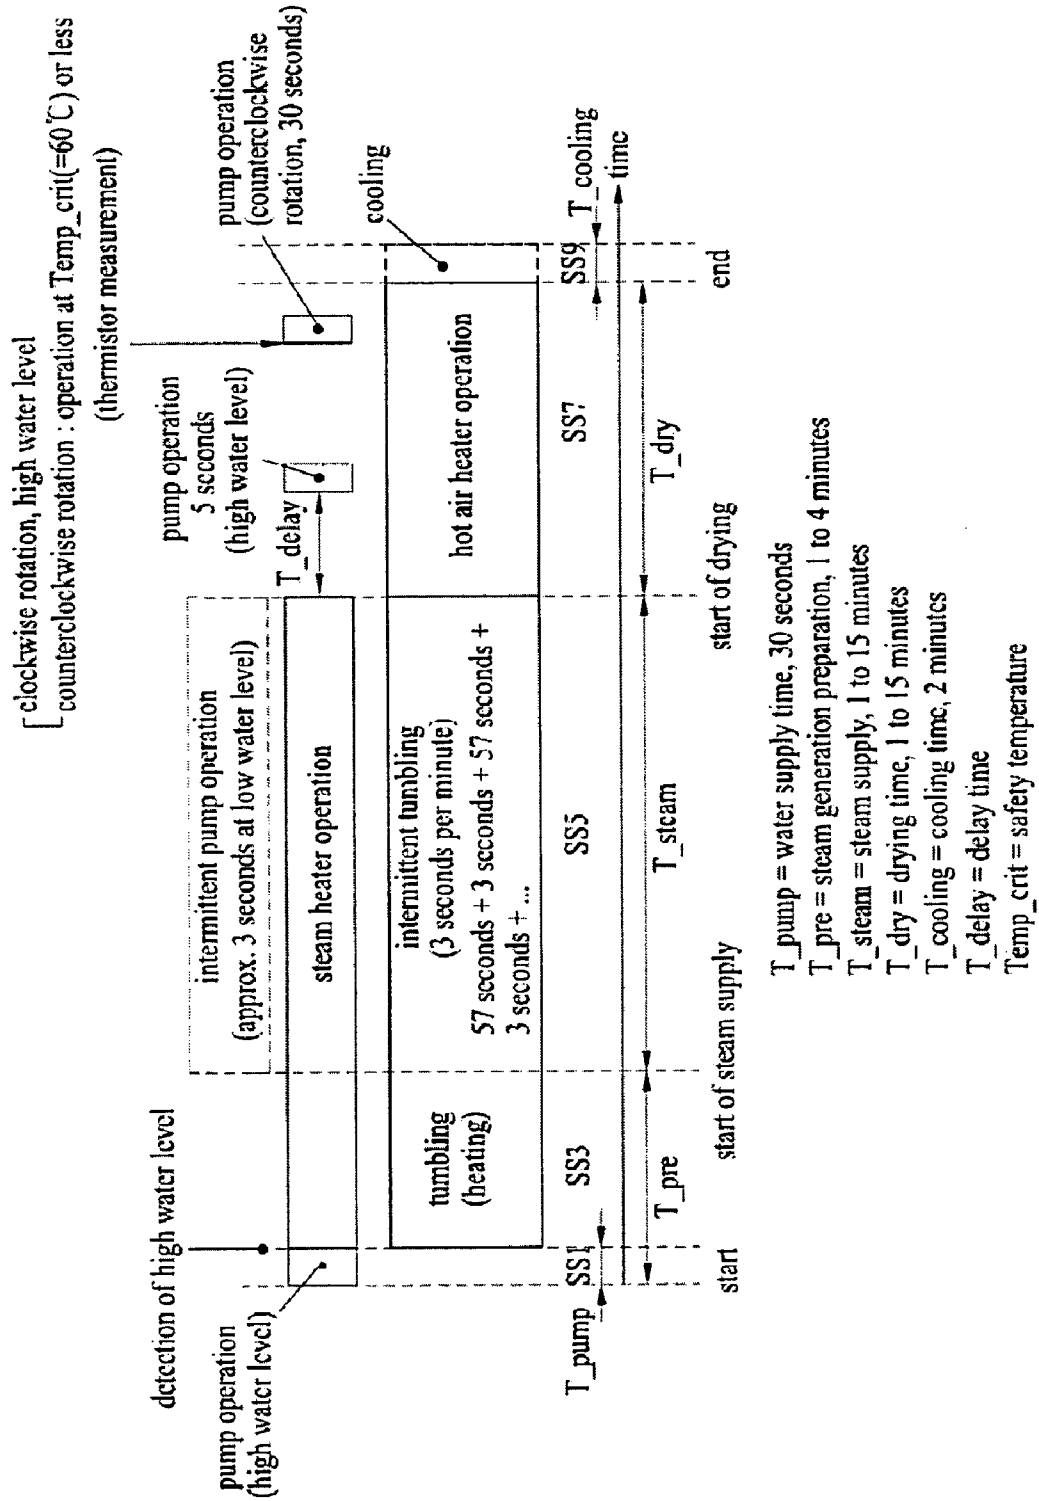 clockwise rotation, high water level
counterclockwise rotation : operation at Temp_crit(=60℃) or less
(thermistor measurement)
detection of high water level
pump operation
(high water level)
intermittent pump operation
(approx. 3 seconds at low water level)
steam heater operation
pump operation
5 seconds
(high water level)
T_delay
pump operation
(counterclockwise
rotation, 30 seconds)
cooling
tumbling
(heating)
intermittent tumbling
(3 seconds per minute)
57 seconds + 3 seconds + 57 seconds +
3 seconds + ...
hot air heater operation
T_pump
SS1
SS3
SS5
SS7
SS9
T_cooling
time
T_pre
T_steam
T_dry
start
start of steam supply
start of drying
end
T_pump = water supply time, 30 seconds
T_pre = steam generation preparation, 1 to 4 minutes
T_steam = steam supply, 1 to 15 minutes
T_dry = drying time, 1 to 15 minutes
T_cooling = cooling time, 2 minutes
T_delay = delay time
Temp_crit = safety temperature